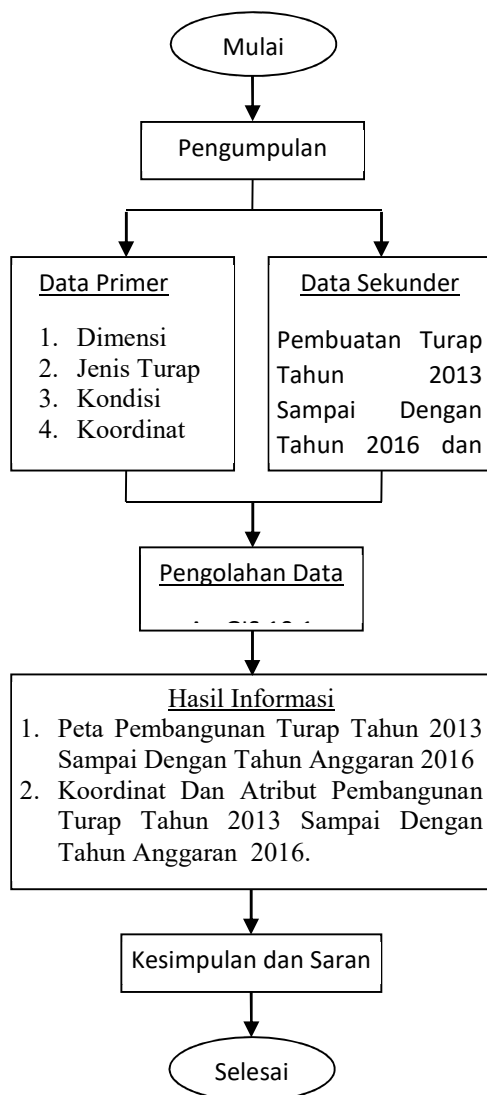 Mulai
Pengumpulan
Data Primer
1. Dimensi
2. Jenis Turap
3. Kondisi
4. Koordinat
Data Sekunder
Pembuatan Turap
Tahun 2013
Sampai Dengan
Tahun 2016 dan
Pengolahan Data
Hasil Informasi
1. Peta Pembangunan Turap Tahun 2013
Sampai Dengan Tahun Anggaran 2016
2. Koordinat Dan Atribut Pembangunan
Turap Tahun 2013 Sampai Dengan
Tahun Anggaran 2016.
Kesimpulan dan Saran
Selesai